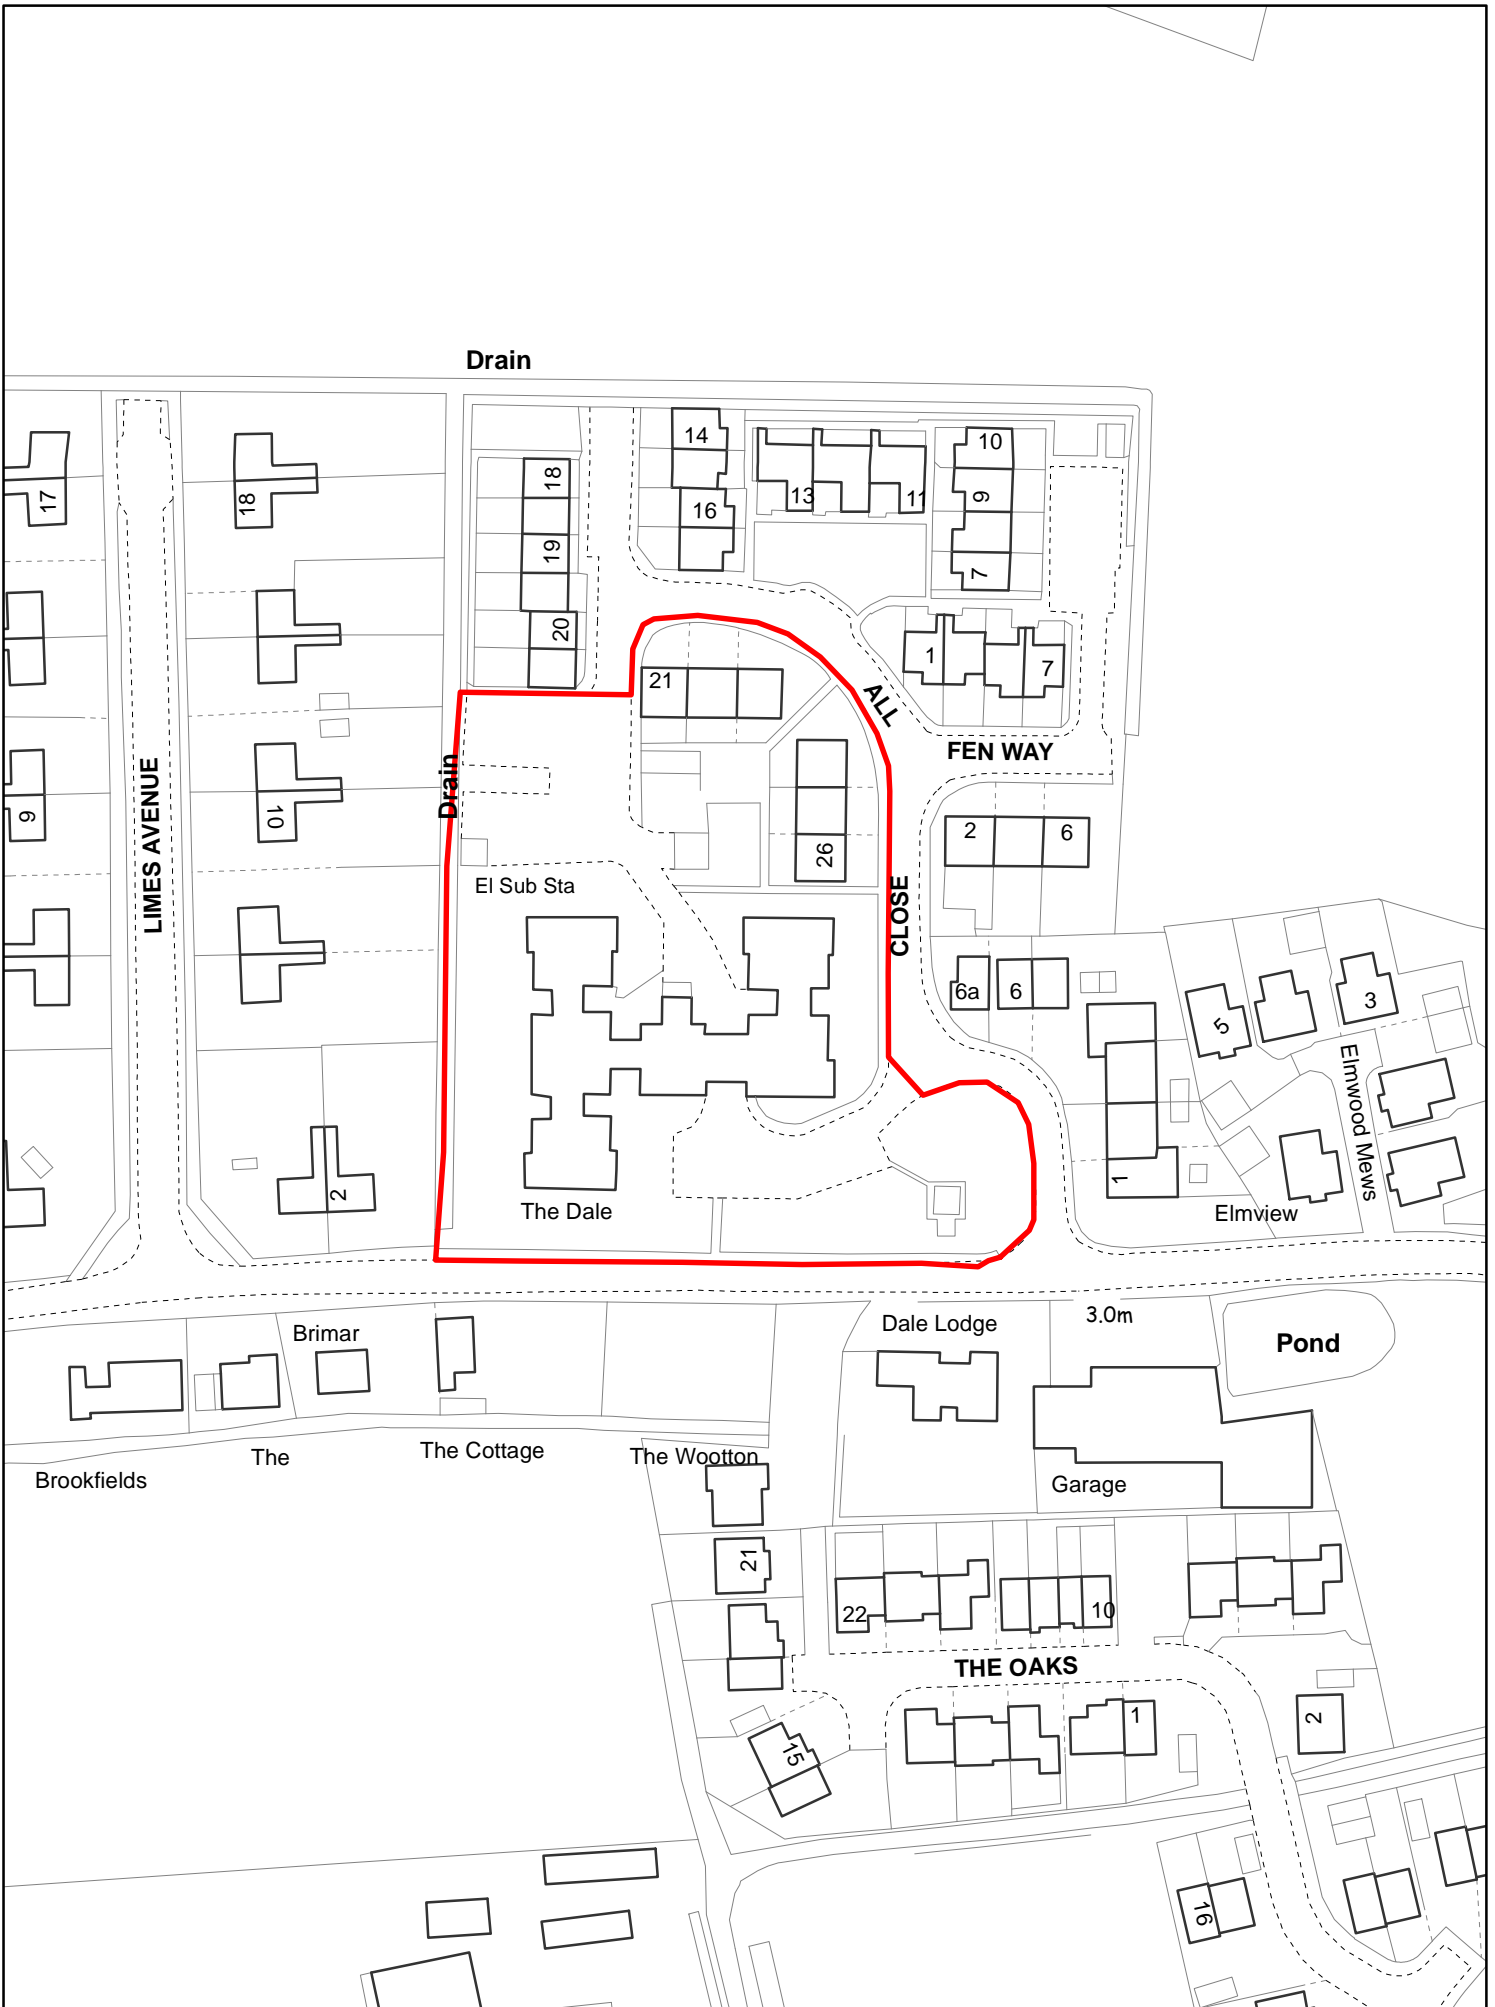 Drain
14
10
18
17
18
16
13
11
9
19
7
20
1
7
21
ALL
FEN WAY
Drain
LIMES AVENUE
9
10
2
6
26
El Sub Sta
CLOSE
6a
6
3
5
Elmwood Mews
1
2
The Dale
Elmview
3.0m
Dale Lodge
Brimar
Pond
The Cottage
The Wootton
The
Brookfields
Garage
21
22
10
THE OAKS
1
2
15
16